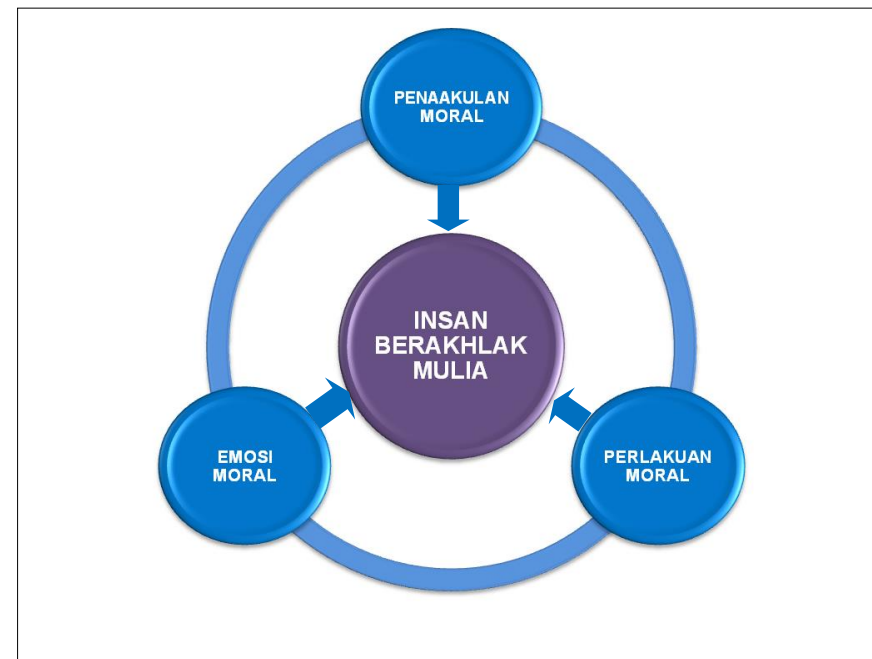 PENAAKULAN
MORAL
INSAN
BERAKHLAK
MULIA
EMOSI
MORAL
PERLAKUAN
MORAL